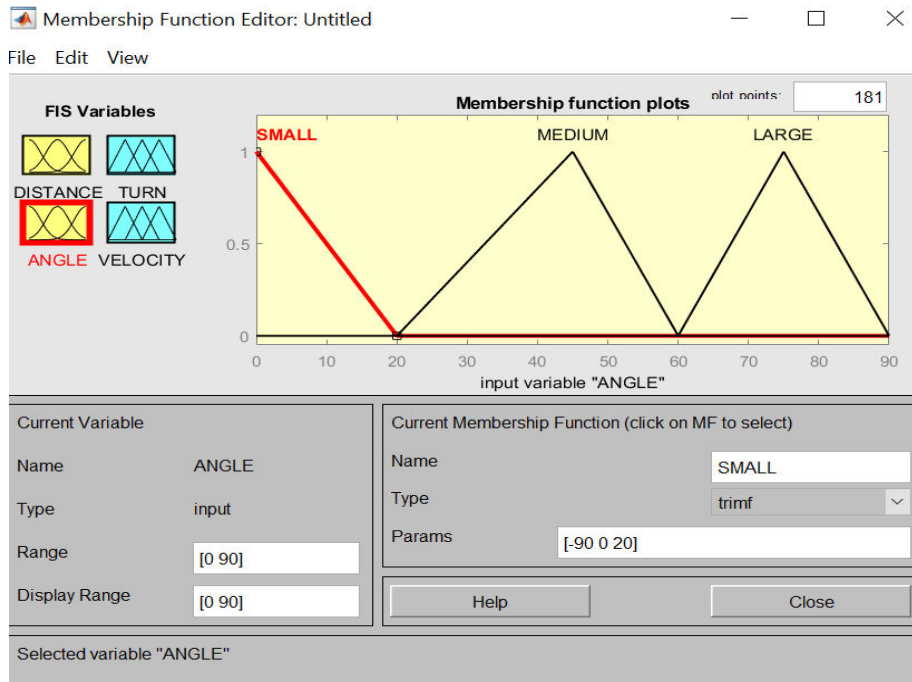 Membership Function Editor: Untitled
File Edit View
FIS Variables
DISTANCE TURN
ANGLE VELOCITY
Membership function plots
plot points:
181
SMALL MEDIUM LARGE
1
0.5
0
0 10 20 30 40 50 60 70 80 90
input variable "ANGLE"
Current Variable
Name ANGLE
Type input
Range [0 90]
Display Range [0 90]
Current Membership Function (click on MF to select)
Name SMALL
Type trimf
Params [-90 0 20]
Help Close
Selected variable "ANGLE"